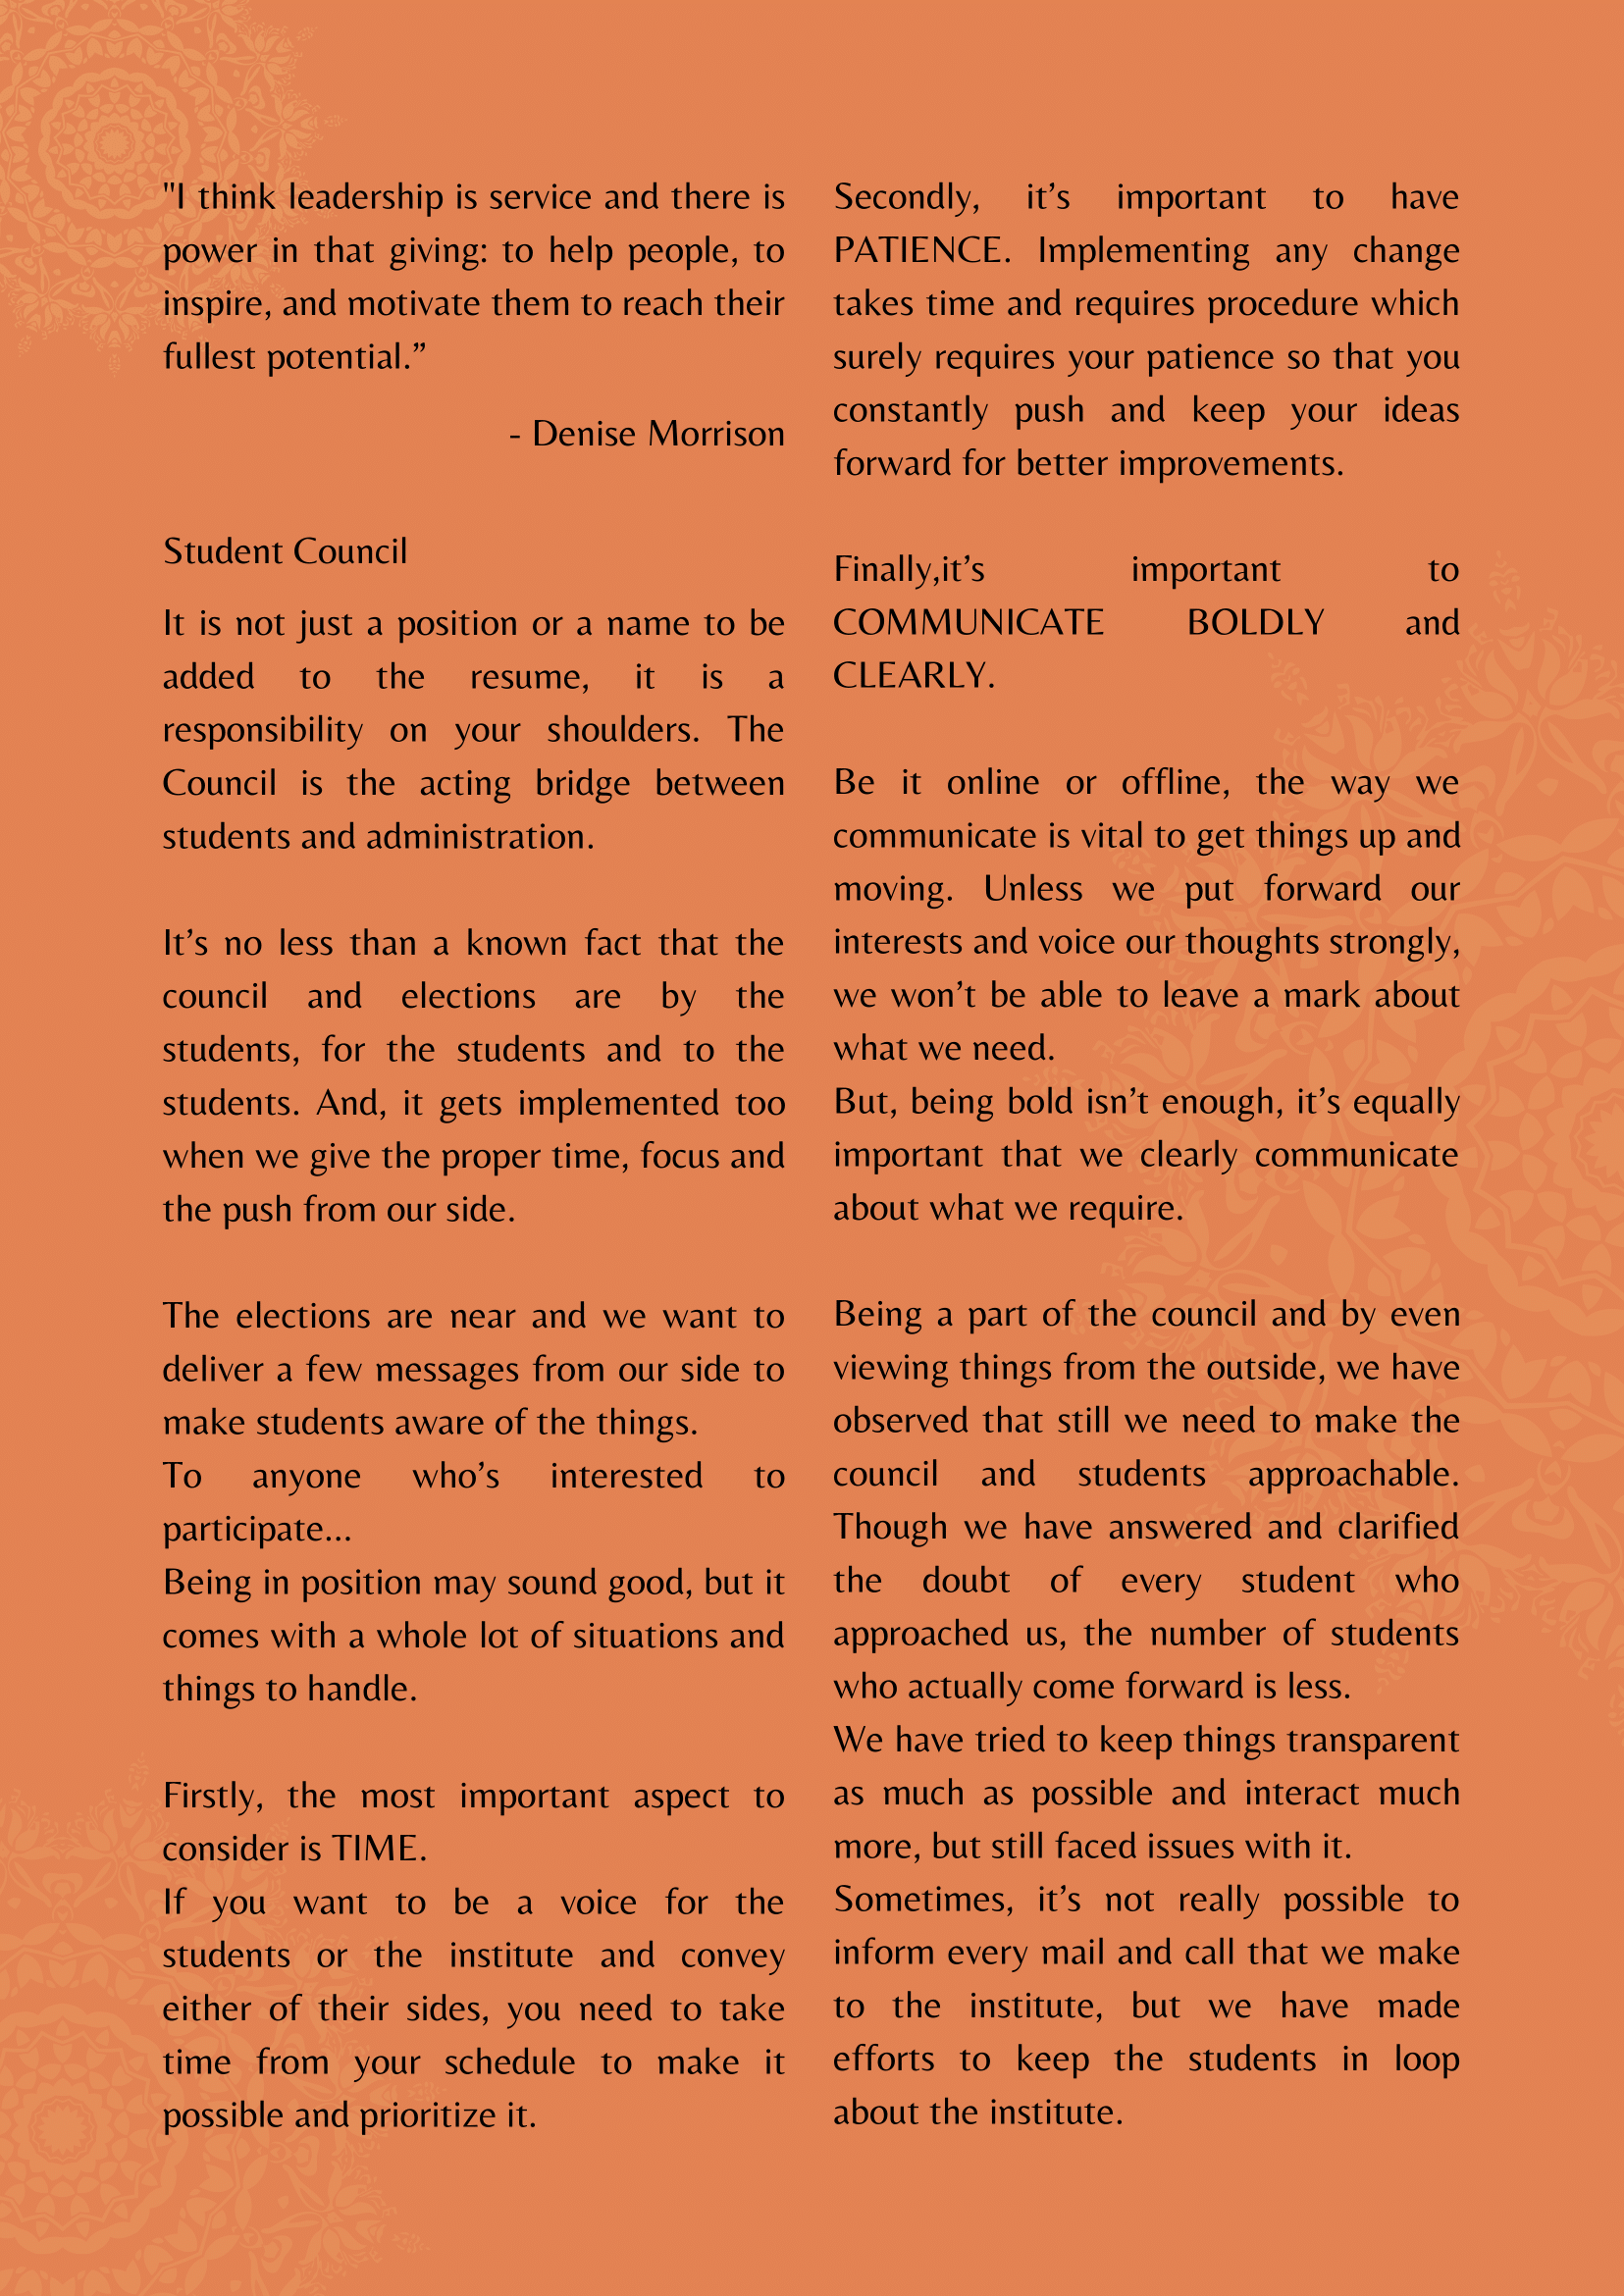 "I think leadership is service and there is
power in that giving: to help people, to
inspire, and motivate them to reach their
fullest potential.”
- Denise Morrison
Student Council
It is not just a position or a name to be
added to the resume, it is a
responsibility on your shoulders. The
Council is the acting bridge between
students and administration.
It’s no less than a known fact that the
council and elections are by the
students, for the students and to the
students. And, it gets implemented too
when we give the proper time, focus and
the push from our side.
The elections are near and we want to
deliver a few messages from our side to
make students aware of the things.
To anyone who’s interested to
participate...
Being in position may sound good, but it
comes with a whole lot of situations and
things to handle.
Firstly, the most important aspect to
consider is TIME.
If you want to be a voice for the
students or the institute and convey
either of their sides, you need to take
time from your schedule to make it
possible and prioritize it.
Secondly, it’s important to have
PATIENCE. Implementing any change
takes time and requires procedure which
surely requires your patience so that you
constantly push and keep your ideas
forward for better improvements.
Finally,it’s important to
COMMUNICATE BOLDLY and
CLEARLY.
Be it online or offline, the way we
communicate is vital to get things up and
moving. Unless we put forward our
interests and voice our thoughts strongly,
we won’t be able to leave a mark about
what we need.
But, being bold isn’t enough, it’s equally
important that we clearly communicate
about what we require.
Being a part of the council and by even
viewing things from the outside, we have
observed that still we need to make the
council and students approachable.
Though we have answered and clarified
the doubt of every student who
approached us, the number of students
who actually come forward is less.
We have tried to keep things transparent
as much as possible and interact much
more, but still faced issues with it.
Sometimes, it’s not really possible to
inform every mail and call that we make
to the institute, but we have made
efforts to keep the students in loop
about the institute.